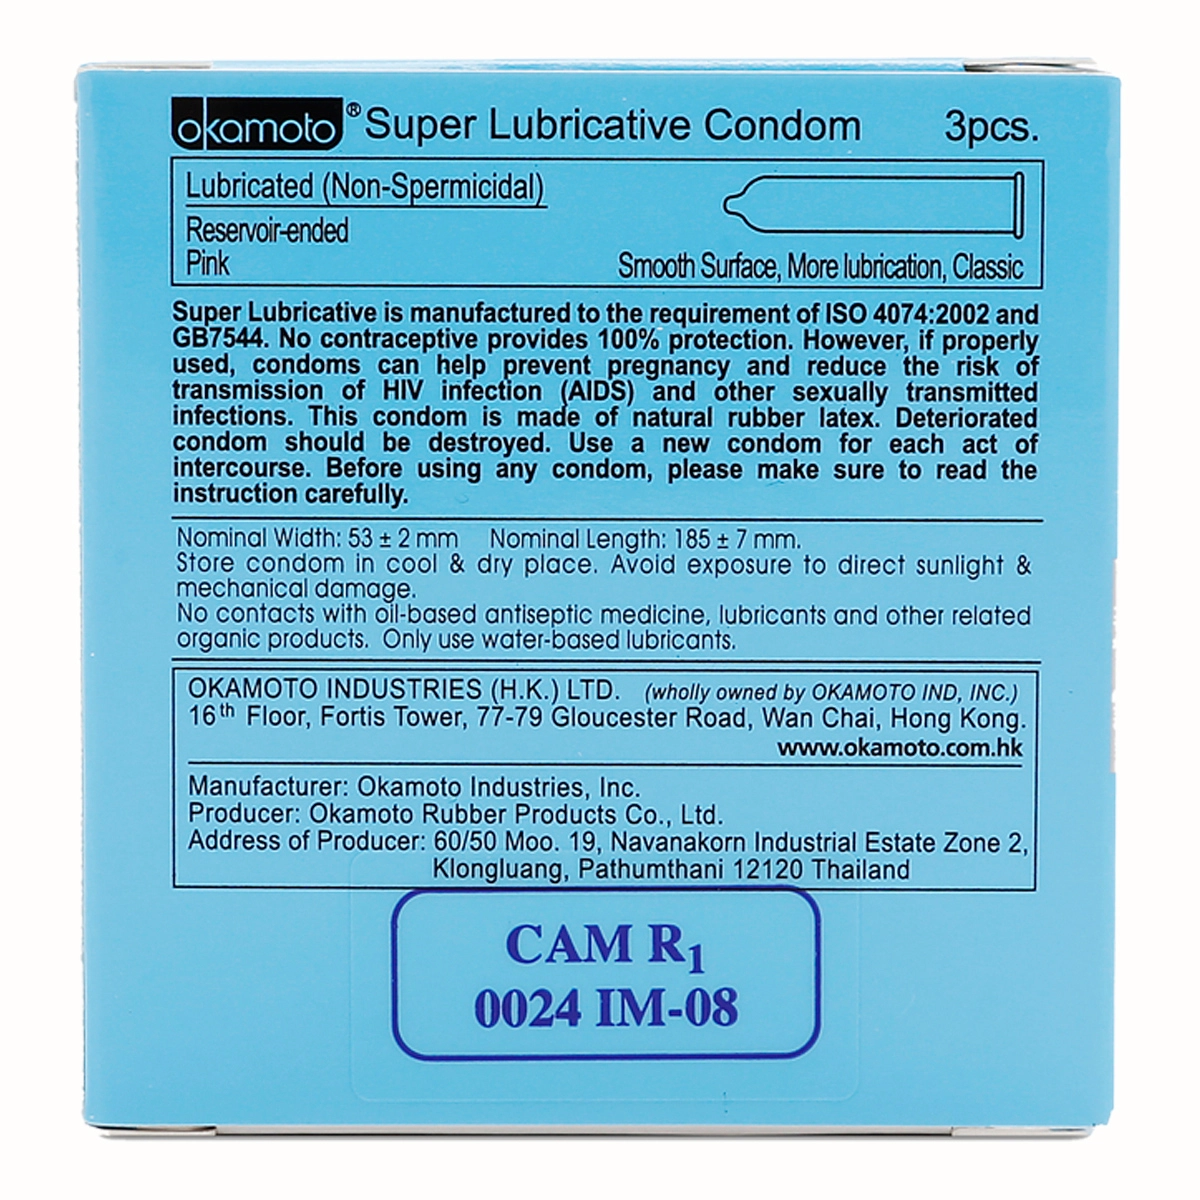 okamoto® Super Lubricative Condom 3pcs.
Lubricated (Non-Spermicidal)
Reservoir-ended
Pink Smooth Surface, More lubrication, Classic
Super Lubricative is manufactured to the requirement of ISO 4074:2002 and
GB7544. No contraceptive provides 100% protection. However, if properly
used, condoms can help prevent pregnancy and reduce the risk of
transmission of HIV infection (AIDS) and other sexually transmitted
infections. This condom is made of natural rubber latex. Deteriorated
condom should be destroyed. Use a new condom for each act of
intercourse. Before using any condom, please make sure to read the
instruction carefully.
Nominal Width: 53 ± 2 mm Nominal Length: 185 ± 7 mm.
Store condom in cool & dry place. Avoid exposure to direct sunlight &
mechanical damage.
No contacts with oil-based antiseptic medicine, lubricants and other related
organic products. Only use water-based lubricants.
OKAMOTO INDUSTRIES (H.K.) LTD. (wholly owned by OKAMOTO IND, INC.)
16th Floor, Fortis Tower, 77-79 Gloucester Road, Wan Chai, Hong Kong.
www.okamoto.com.hk
Manufacturer: Okamoto Industries, Inc.
Producer: Okamoto Rubber Products Co., Ltd.
Address of Producer: 60/50 Moo. 19, Navanakorn Industrial Estate Zone 2,
Klongluang, Pathumthani 12120 Thailand
CAM R1
0024 IM-08